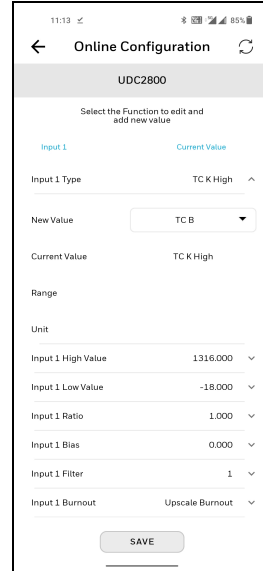 11:13
85%
Online Configuration
UDC2800
Select the Function to edit and
add new value
Input 1 Current Value
Input 1 Type TC K High
New Value TC B
Current Value TC K High
Range
Unit
Input 1 High Value 1316.000
Input 1 Low Value -18.000
Input 1 Ratio 1.000
Input 1 Bias 0.000
Input 1 Filter 1
Input 1 Burnout Upscale Burnout
SAVE